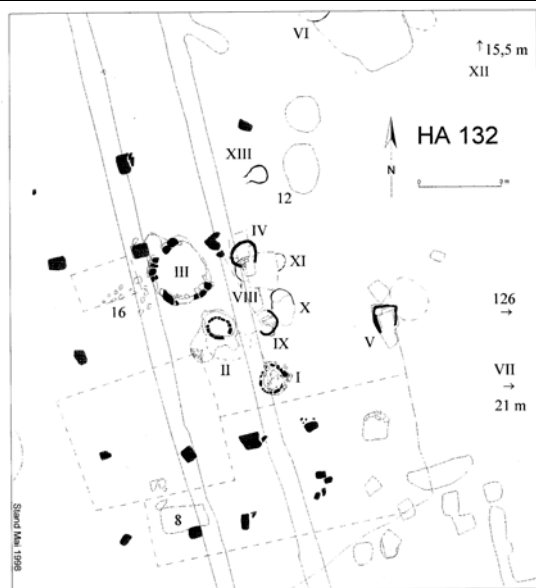 VI
↑ 15,5 m
XII
HA 132
N
XIII
12
IV
XI
III
VIII
X
16
IX
V
126
→
II
I
VII
→
21 m
8
Stand Mai 1998